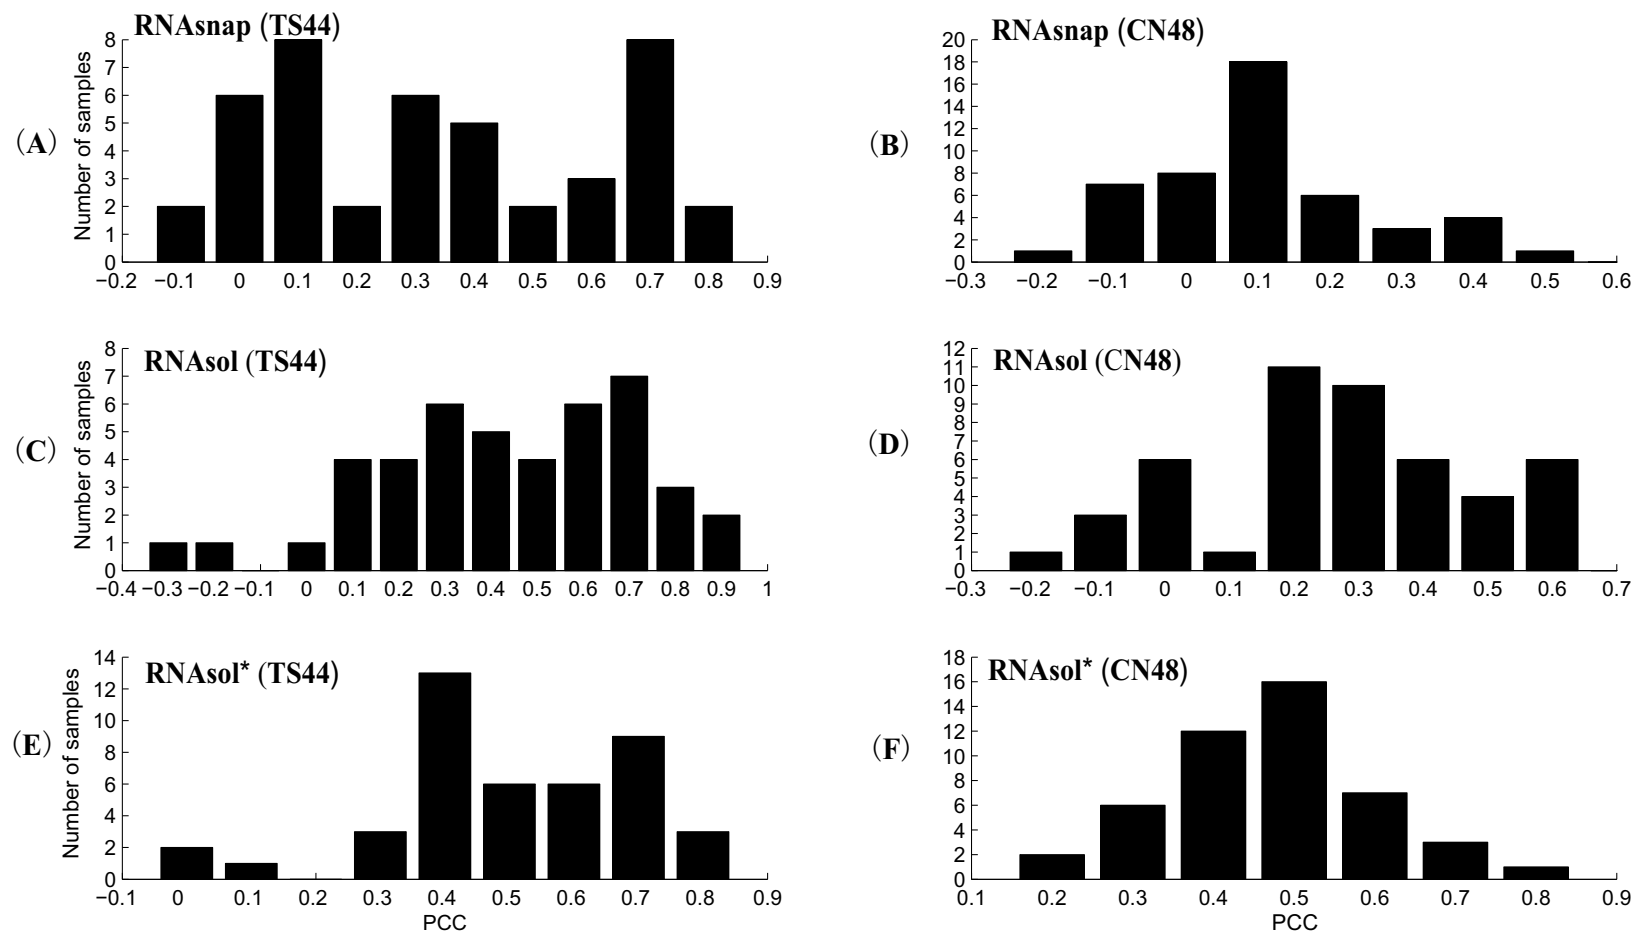 RNAsnap (TS44)
(A)
Number of samples
8
7
6
5
4
3
2
1
0
−0.2 −0.1 0 0.1 0.2 0.3 0.4 0.5 0.6 0.7 0.8 0.9
RNAsnap (CN48)
(B)
20
18
16
14
12
10
8
6
4
2
0
−0.3 −0.2 −0.1 0 0.1 0.2 0.3 0.4 0.5 0.6
RNAsol (TS44)
(C)
Number of samples
8
7
6
5
4
3
2
1
0
−0.4 −0.3 −0.2 −0.1 0 0.1 0.2 0.3 0.4 0.5 0.6 0.7 0.8 0.9 1
RNAsol (CN48)
(D)
12
11
10
9
8
7
6
5
4
3
2
1
0
−0.3 −0.2 −0.1 0 0.1 0.2 0.3 0.4 0.5 0.6 0.7
RNAsol* (TS44)
(E)
Number of samples
14
12
10
8
6
4
2
0
−0.1 0 0.1 0.2 0.3 0.4 0.5 0.6 0.7 0.8 0.9
PCC
RNAsol* (CN48)
(F)
18
16
14
12
10
8
6
4
2
0
0.1 0.2 0.3 0.4 0.5 0.6 0.7 0.8 0.9
PCC